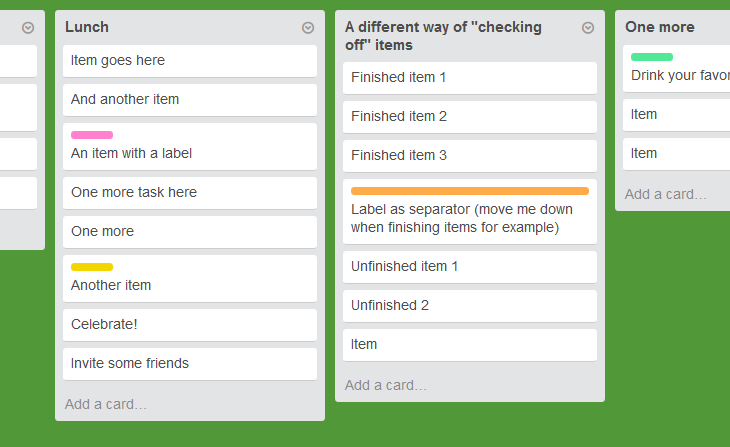 Lunch
Item goes here
And another item
An item with a label
One more task here
One more
Another item
Celebrate!
Invite some friends
Add a card...
A different way of "checking
off" items
Finished item 1
Finished item 2
Finished item 3
Label as separator (move me down
when finishing items for example)
Unfinished item 1
Unfinished 2
Item
Add a card...
One more
Drink your favor
Item
Item
Add a card...